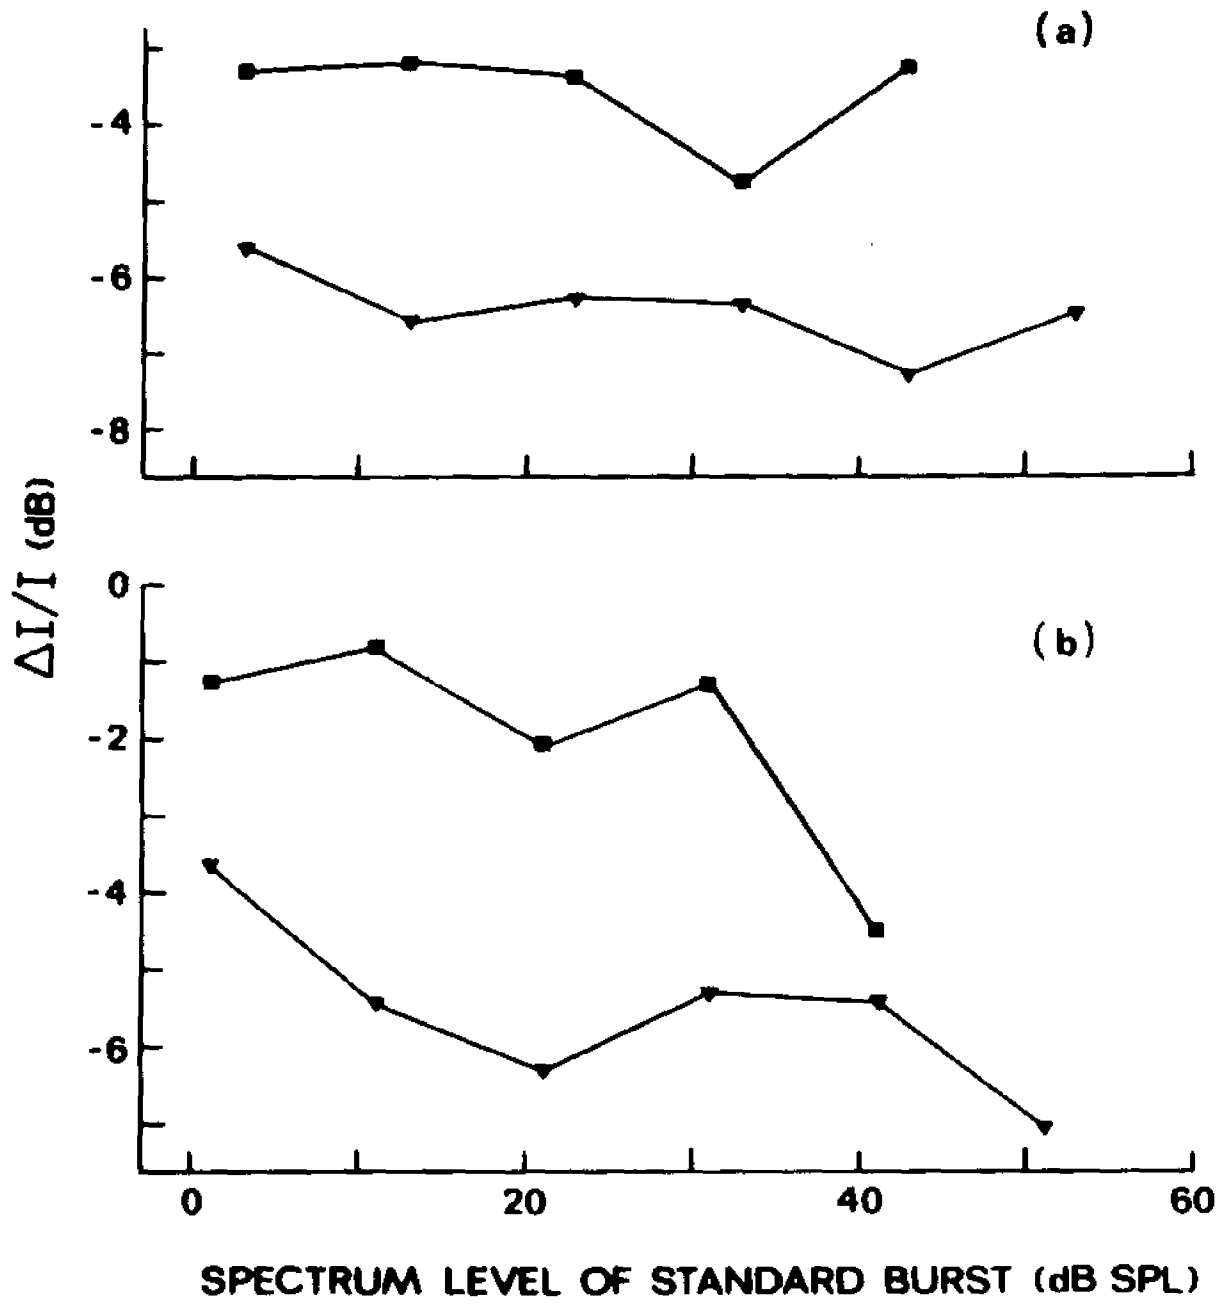 (a)
-4
-6
-8
ΔI/I (dB)
0
(b)
-2
-4
-6
0 20 40 60
SPECTRUM LEVEL OF STANDARD BURST (dB SPL)